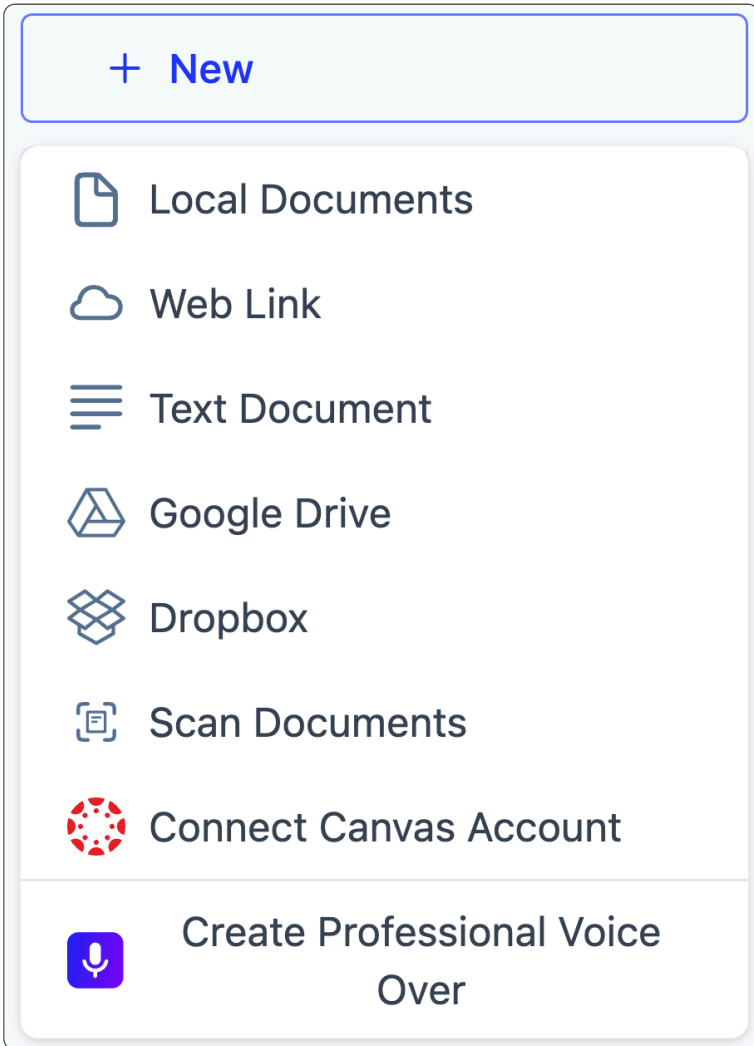 + New
Local Documents
Web Link
Text Document
Google Drive
Dropbox
Scan Documents
Connect Canvas Account
Create Professional Voice
Over